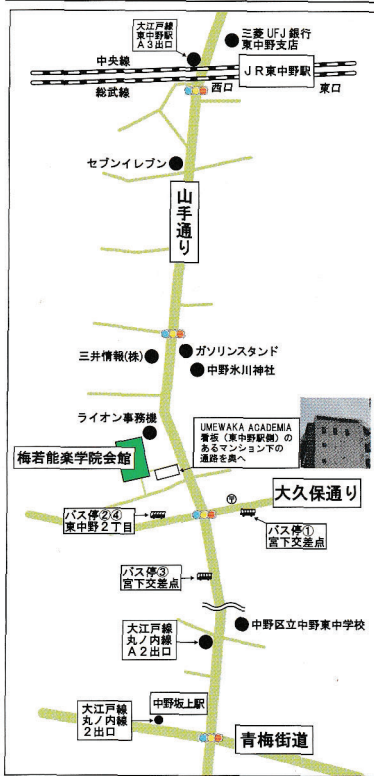 大江戸線
東中野駅
A3出口
三菱UFJ銀行
東中野支店
中央線
JR東中野駅
総武線
西口
東口
セブンイレブン
山手通り
三井情報(株)
ガソリンスタンド
中野氷川神社
ライオン事務機
UMEWAKA ACADEMIA
看板（東中野駅側）の
あるマンション下の
通路を奥へ
梅若能楽学院会館
大久保通り
〒
バス停②④
東中野2丁目
バス停①
宮下交差点
バス停③
宮下交差点
中野区立中野東中学校
大江戸線
丸ノ内線
A2出口
大江戸線
丸ノ内線
2出口
中野坂上駅
青梅街道